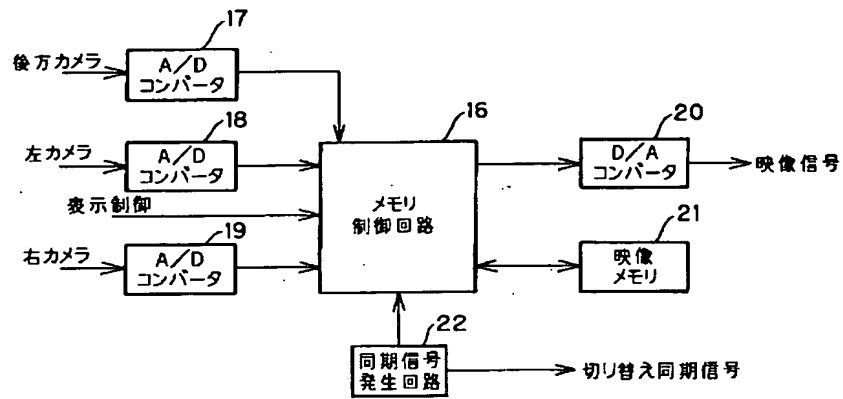 17
後方カメラ
A/D
コンバータ
18
左カメラ
A/D
コンバータ
表示制御
19
右カメラ
A/D
コンバータ
16
メモリ
制御回路
20
D/A
コンバータ
映像信号
21
映像
メモリ
22
同期信号
発生回路
切り替え同期信号